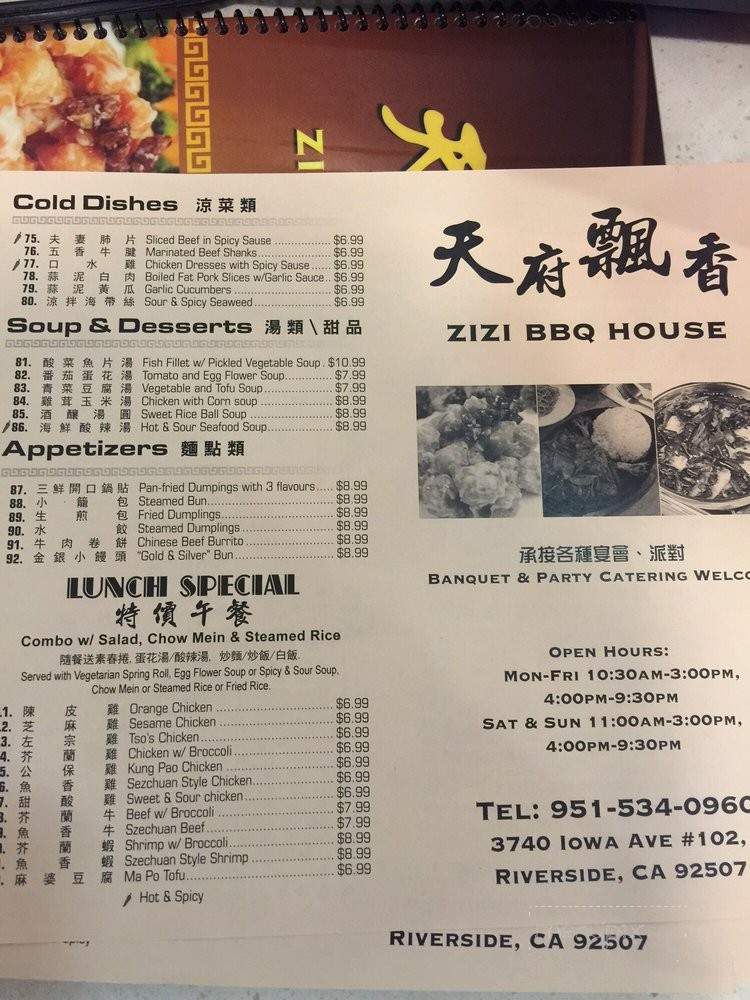 ZI
天
Cold Dishes 涼菜類
75. 夫妻肺片 Sliced Beef in Spicy Sause $6.99
76. 五香牛腱 Marinated Beef Shanks $6.99
77. 口水雞 Chicken Dresses with Spicy Sause $6.99
78. 蒜泥白肉 Boiled Fat Pork Slices w/Garlic Sauce $6.99
79. 蒜泥黃瓜 Garlic Cucumbers $6.99
80. 涼拌海帶絲 Sour & Spicy Seaweed $6.99
Soup & Desserts 湯類\甜品
81. 酸菜魚片湯 Fish Fillet w/ Pickled Vegetable Soup $10.99
82. 番茄蛋花湯 Tomato and Egg Flower Soup $7.99
83. 青菜豆腐湯 Vegetable and Tofu Soup $7.99
84. 雞茸玉米湯 Chicken with Corn soup $8.99
85. 酒釀湯圓 Sweet Rice Ball Soup $8.99
86. 海鮮酸辣湯 Hot & Sour Seafood Soup $8.99
Appetizers 麵點類
87. 三鮮開口鍋貼 Pan-fried Dumpings with 3 flavours $8.99
88. 小籠包 Steamed Bun $8.99
89. 生煎包 Fried Dumplings $8.99
90. 水餃 Steamed Dumplings $8.99
91. 牛肉卷餅 Chinese Beef Burrito $8.99
92. 金銀小饅頭 "Gold & Silver" Bun $8.99
LUNCH SPECIAL
特價午餐
Combo w/ Salad, Chow Mein & Steamed Rice
隨餐送素春捲, 蛋花湯/酸辣湯, 炒麵/炒飯/白飯.
Served with Vegetarian Spring Roll, Egg Flower Soup or Spicy & Sour Soup,
Chow Mein or Steamed Rice or Fried Rice.
1. 陳皮雞 Orange Chicken $6.99
2. 芝麻雞 Sesame Chicken $6.99
3. 左宗雞 Tso's Chicken $6.99
4. 芥蘭雞 Chicken w/ Broccoli $6.99
5. 公保雞 Kung Pao Chicken $6.99
6. 魚香雞 Sezchuan Style Chicken $6.99
7. 甜酸雞 Sweet & Sour chicken $6.99
芥蘭牛 Beef w/ Broccoli $7.99
魚香牛 Szechuan Beef $7.99
芥蘭蝦 Shrimp w/ Broccoli $8.99
魚香蝦 Szechuan Style Shrimp $8.99
麻婆豆腐 Ma Po Tofu $6.99
Hot & Spicy
天府飄香
ZIZI BBQ HOUSE
承接各種宴會、派對
BANQUET & PARTY CATERING WELCO
OPEN HOURS:
MON-FRI 10:30AM-3:00PM,
4:00PM-9:30PM
SAT & SUN 11:00AM-3:00PM,
4:00PM-9:30PM
TEL: 951-534-0960
3740 IOWA AVE #102,
RIVERSIDE, CA 92507
RIVERSIDE, CA 92507